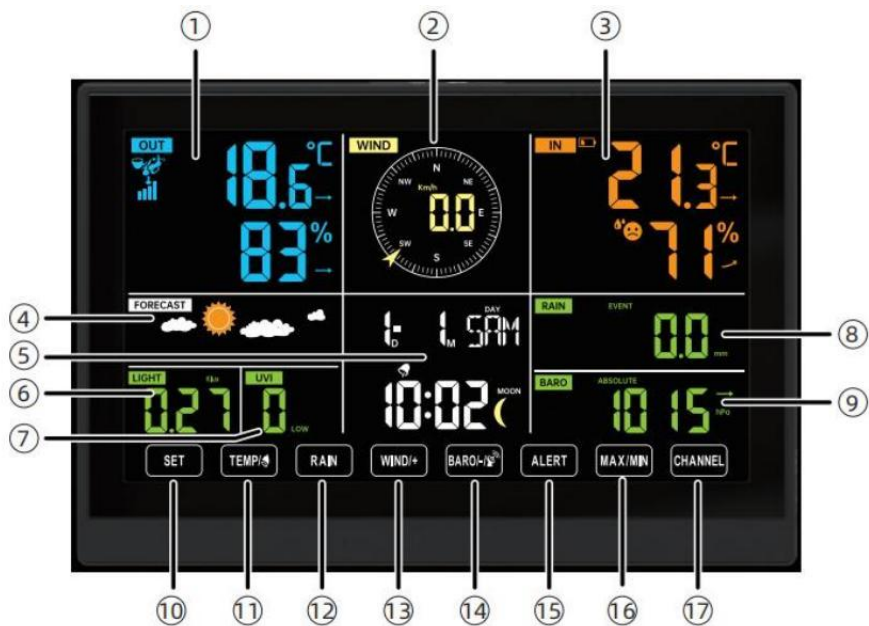 ① ② ③
OUT 18.6 °C
83 %
WIND
N
NW NE
Km/h
W 0.0 E
SW SE
S
IN 21.3 °C
71 %
④ FORECAST
⑤
DAY
1- D 1 M SAM
RAIN EVENT
0.0 mm ⑧
⑥ LIGHT Klux
0.27
⑦ UVI
0 LOW
10:02 MOON
BARO ABSOLUTE
1015 hPa ⑨
SET TEMP/ RAIN WIND/+ BARO/-/ ALERT MAX/MIN CHANNEL
⑩ ⑪ ⑫ ⑬ ⑭ ⑮ ⑯ ⑰